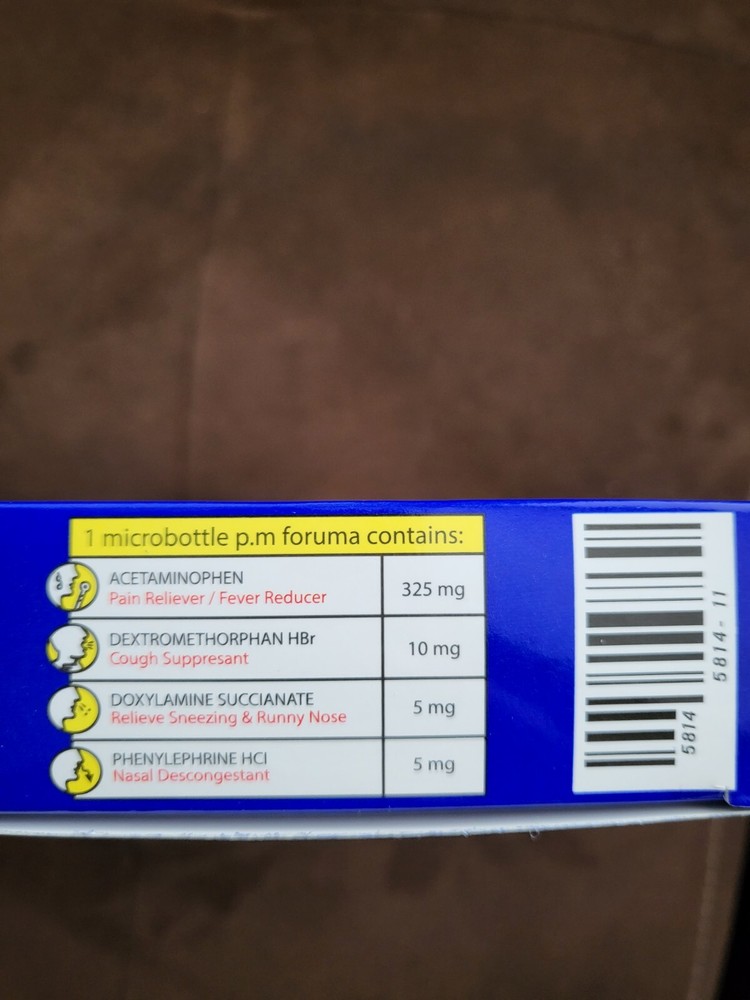 1 microbottle p.m foruma contains:
ACETAMINOPHEN
Pain Reliever / Fever Reducer
325 mg
DEXTROMETHORPHAN HBr
Cough Suppresant
10 mg
DOXYLAMINE SUCCIANATE
Relieve Sneezing & Runny Nose
5 mg
PHENYLEPHRINE HCl
Nasal Descongestant
5 mg
5814
5814- 11